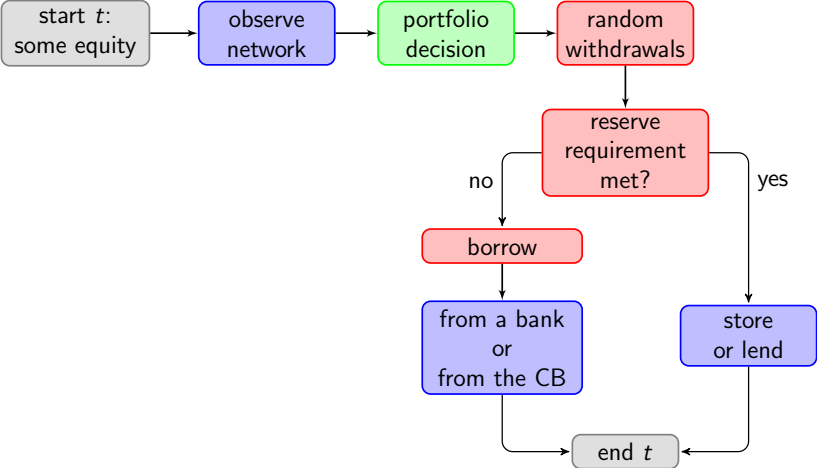 start t:
some equity
observe
network
portfolio
decision
random
withdrawals
reserve
requirement
met?
no
yes
borrow
from a bank
or
from the CB
store
or lend
end t